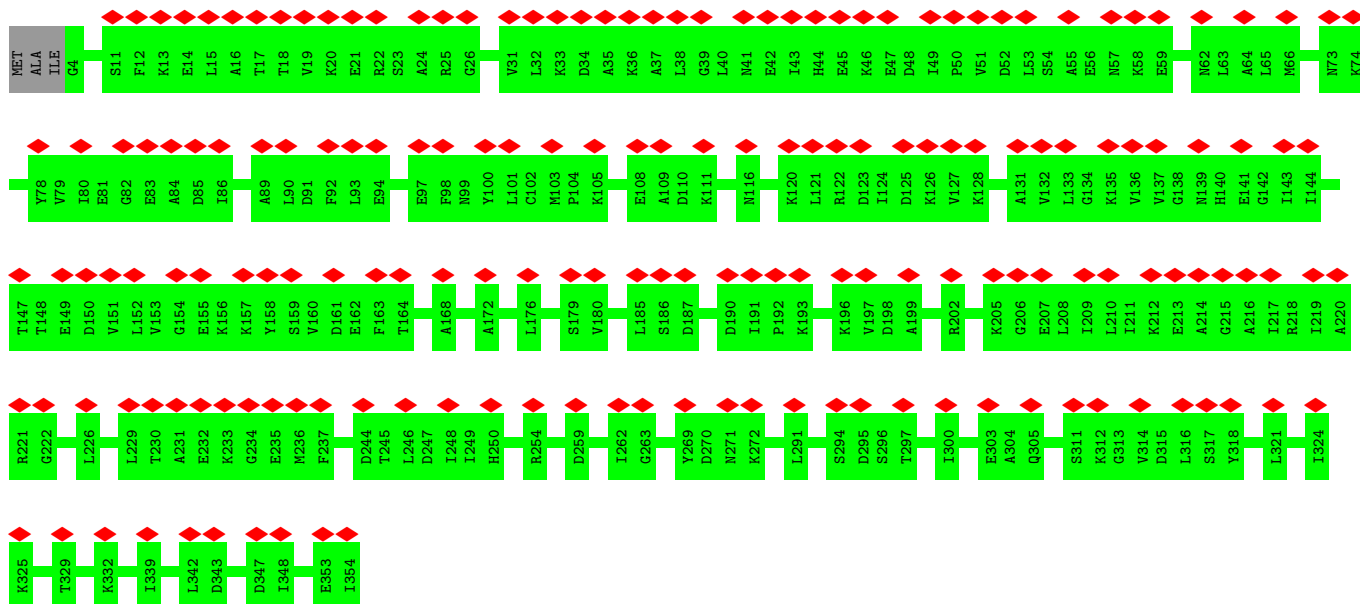 MET ALA ILE G4 S11 F12 K13 E14 L15 A16 T17 T18 V19 K20 E21 R22 S23 A24 R25 G26 V31 L32 K33 D34 A35 K36 A37 L38 G39 L40 N41 E42 I43 H44 E45 K46 E47 D48 I49 P50 V51 D52 L53 S54 A55 E56 N57 K58 E59 N62 L63 A64 L65 M66 N73 K74
Y78 V79 I80 E81 G82 E83 A84 D85 I86 A89 L90 D91 F92 L93 E94 E97 F98 N99 Y100 L101 C102 M103 P104 K105 E108 A109 D110 K111 N116 K120 L121 R122 D123 I124 D125 K126 V127 K128 A131 V132 L133 G134 K135 V136 V137 G138 N139 H140 E141 G142 I143 I144
T147 T148 E149 D150 V151 L152 V153 G154 E155 K156 K157 Y158 S159 V160 D161 E162 F163 T164 A168 A172 L176 S179 V180 L185 S186 D187 D190 I191 P192 K193 K196 V197 D198 A199 R202 K205 G206 E207 L208 I209 L210 I211 K212 E213 A214 G215 A216 I217 R218 I219 A220
R221 G222 L226 L229 T230 A231 E232 K233 G234 E235 M236 F237 D244 T245 L246 D247 I248 I249 H250 R254 D259 I262 G263 Y269 D270 N271 K272 L291 S294 D295 S296 T297 I300 E303 A304 Q305 S311 K312 G313 V314 D315 L316 S317 Y318 L321 I324
K325 T329 K332 I339 L342 D343 D347 I348 E353 I354